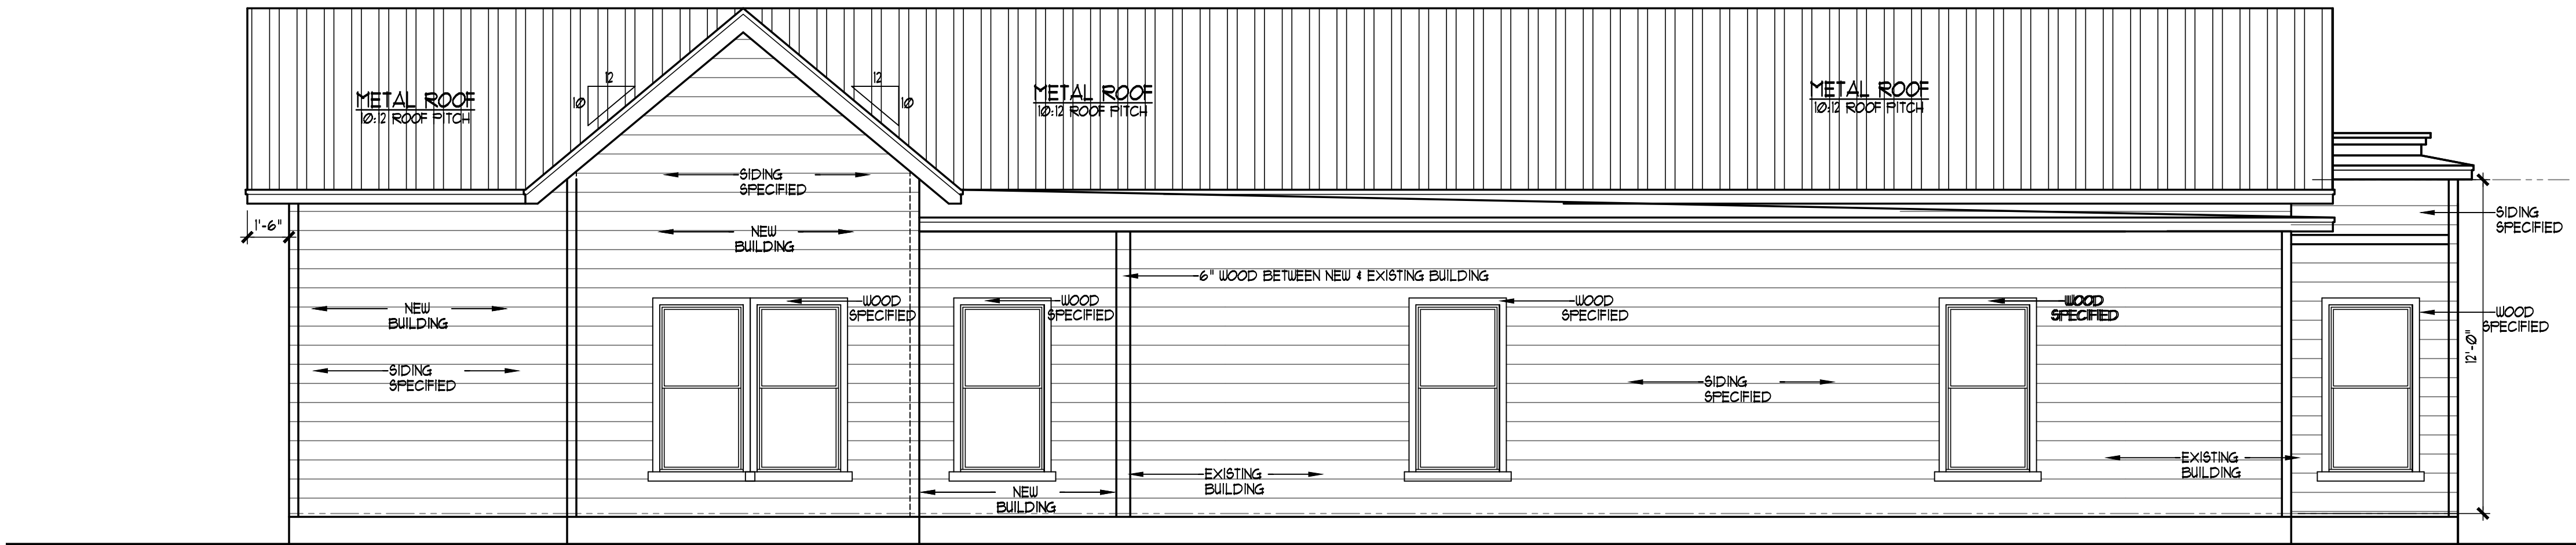 METAL ROOF
10:12 ROOF PITCH
12
10
12
10
METAL ROOF
10:12 ROOF PITCH
METAL ROOF
10:12 ROOF PITCH
SIDING
SPECIFIED
1'-6"
NEW
BUILDING
SIDING
SPECIFIED
6" WOOD BETWEEN NEW & EXISTING BUILDING
NEW
BUILDING
WOOD
SPECIFIED
WOOD
SPECIFIED
WOOD
SPECIFIED
WOOD
SPECIFIED
WOOD
SPECIFIED
12'-0"
SIDING
SPECIFIED
SIDING
SPECIFIED
EXISTING
BUILDING
EXISTING
BUILDING
NEW
BUILDING